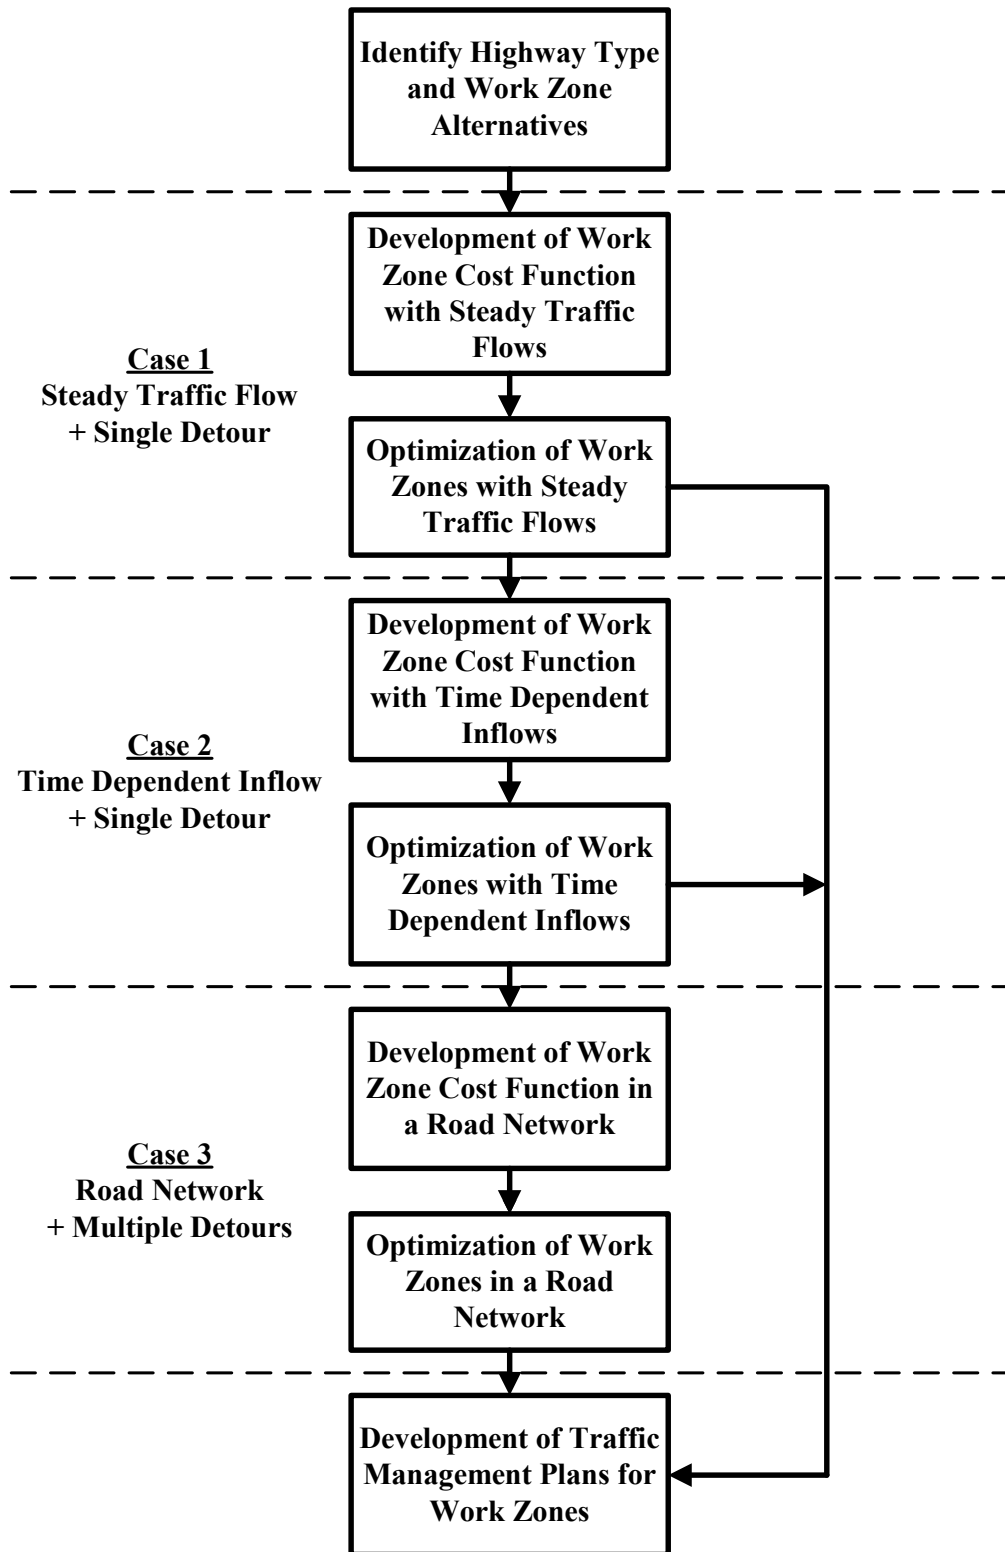 Identify Highway Type
and Work Zone
Alternatives
Development of Work
Zone Cost Function
with Steady Traffic
Flows
Case 1
Steady Traffic Flow
+ Single Detour
Optimization of Work
Zones with Steady
Traffic Flows
Development of Work
Zone Cost Function
with Time Dependent
Inflows
Case 2
Time Dependent Inflow
+ Single Detour
Optimization of Work
Zones with Time
Dependent Inflows
Development of Work
Zone Cost Function in
a Road Network
Case 3
Road Network
+ Multiple Detours
Optimization of Work
Zones in a Road
Network
Development of Traffic
Management Plans for
Work Zones